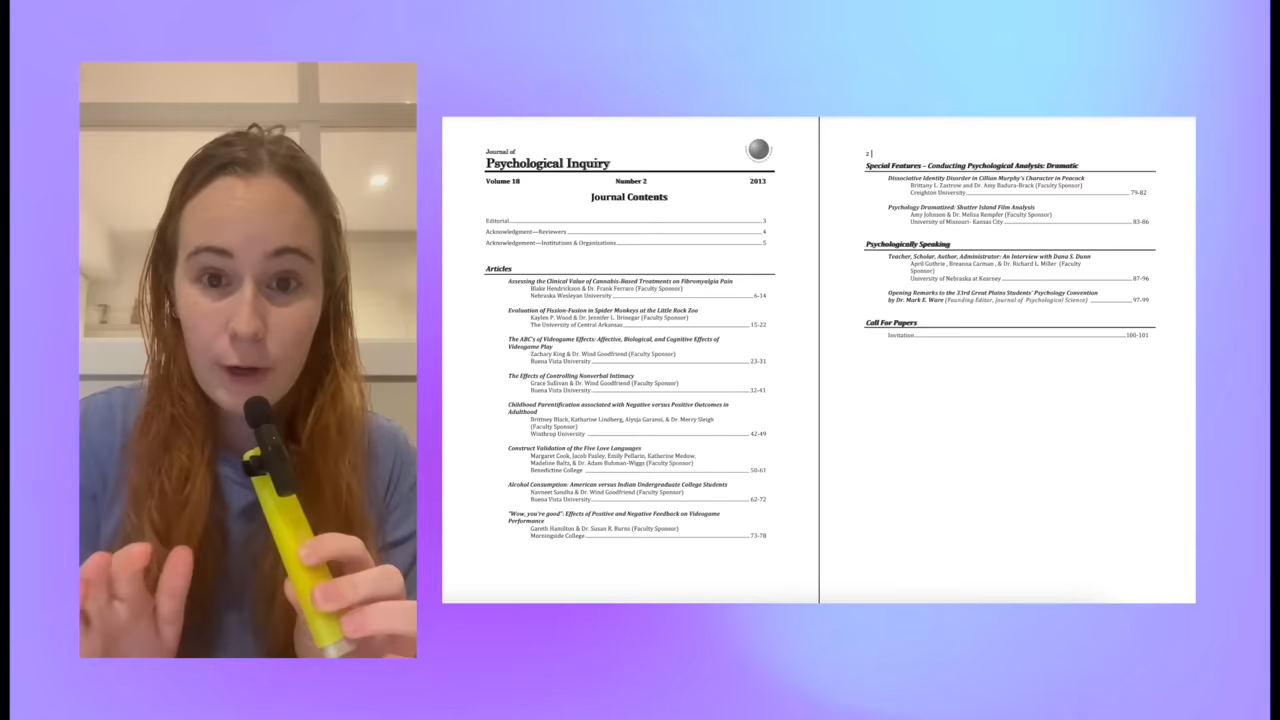 Journal of
Psychological Inquiry
Volume 18 Number 2 2013
Journal Contents
Editorial 3
Acknowledgment—Reviewers 4
Acknowledgement—Institutions & Organizations 5
Articles
Assessing the Clinical Value of Cannabis-Based Treatments on Fibromyalgia Pain
Blake Hendrickson & Dr. Frank Ferraro (Faculty Sponsor)
Nebraska Wesleyan University 6-14
Evaluation of Fission-Fusion in Spider Monkeys at the Little Rock Zoo
Kaylen P. Wood & Dr. Jennifer L. Brinegar (Faculty Sponsor)
The University of Central Arkansas 15-22
The ABC's of Videogame Effects: Affective, Biological, and Cognitive Effects of
Videogame Play
Zachary King & Dr. Wind Goodfriend (Faculty Sponsor)
Buena Vista University 23-31
The Effects of Controlling Nonverbal Intimacy
Grace Sullivan & Dr. Wind Goodfriend (Faculty Sponsor)
Buena Vista University 32-41
Childhood Parentification associated with Negative versus Positive Outcomes in
Adulthood
Brittney Black, Katharine Lindberg, Alysja Garansi, & Dr. Merry Sleigh
(Faculty Sponsor)
Winthrop University 42-49
Construct Validation of the Five Love Languages
Margaret Cook, Jacob Pasley, Emily Pellarin, Katherine Medow,
Madeline Baltz, & Dr. Adam Buhman-Wiggs (Faculty Sponsor)
Benedictine College 50-61
Alcohol Consumption: American versus Indian Undergraduate College Students
Navneet Sandha & Dr. Wind Goodfriend (Faculty Sponsor)
Buena Vista University 62-72
"Wow, you're good": Effects of Positive and Negative Feedback on Videogame
Performance
Gareth Hamilton & Dr. Susan R. Burns (Faculty Sponsor)
Morningside College 73-78
2 |
Special Features – Conducting Psychological Analysis: Dramatic
Dissociative Identity Disorder in Cillian Murphy's Character in Peacock
Brittany L. Zastrow and Dr. Amy Badura-Brack (Faculty Sponsor)
Creighton University 79-82
Psychology Dramatized: Shutter Island Film Analysis
Amy Johnson & Dr. Melisa Rempfer (Faculty Sponsor)
University of Missouri- Kansas City 83-86
Psychologically Speaking
Teacher, Scholar, Author, Administrator: An Interview with Dana S. Dunn
April Guthrie , Breanna Carman , & Dr. Richard L. Miller (Faculty
Sponsor)
University of Nebraska at Kearney 87-96
Opening Remarks to the 33rd Great Plains Students' Psychology Convention
by Dr. Mark E. Ware (Founding Editor, Journal of Psychological Science) 97-99
Call For Papers
Invitation 100-101